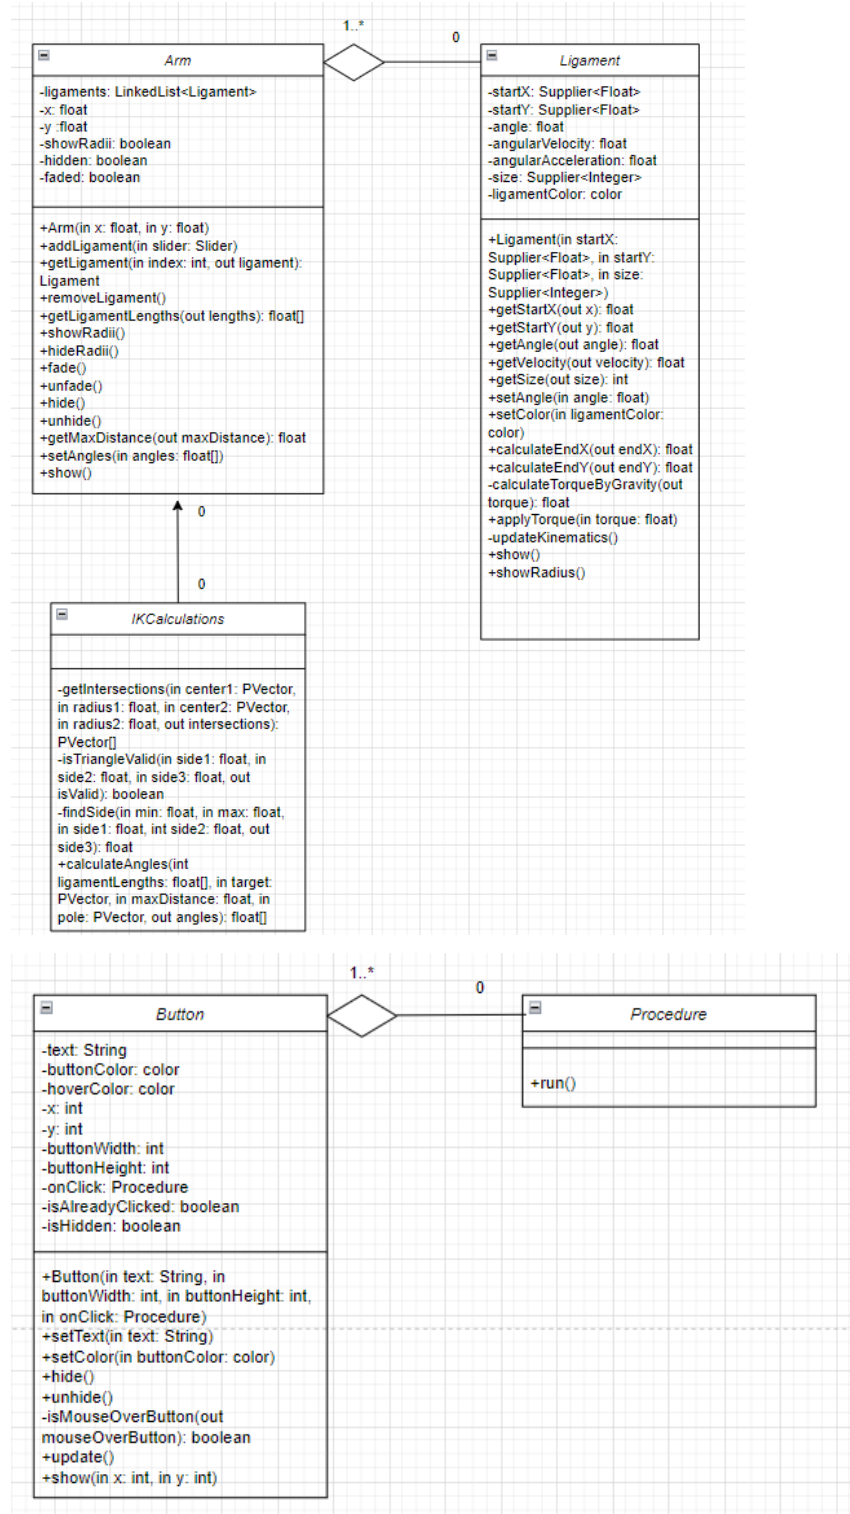 1..*
0
Arm
-ligaments: LinkedList<Ligament>
-x: float
-y :float
-showRadii: boolean
-hidden: boolean
-faded: boolean
+Arm(in x: float, in y: float)
+addLigament(in slider: Slider)
+getLigament(in index: int, out ligament):
Ligament
+removeLigament()
+getLigamentLengths(out lengths): float[]
+showRadii()
+hideRadii()
+fade()
+unfade()
+hide()
+unhide()
+getMaxDistance(out maxDistance): float
+setAngles(in angles: float[])
+show()
Ligament
-startX: Supplier<Float>
-startY: Supplier<Float>
-angle: float
-angularVelocity: float
-angularAcceleration: float
-size: Supplier<Integer>
-ligamentColor: color
+Ligament(in startX:
Supplier<Float>, in startY:
Supplier<Float>, in size:
Supplier<Integer>)
+getStartX(out x): float
+getStartY(out y): float
+getAngle(out angle): float
+getVelocity(out velocity): float
+getSize(out size): int
+setAngle(in angle: float)
+setColor(in ligamentColor:
color)
+calculateEndX(out endX): float
+calculateEndY(out endY): float
-calculateTorqueByGravity(out
torque): float
+applyTorque(in torque: float)
-updateKinematics()
+show()
+showRadius()
0
0
IKCalculations
-getIntersections(in center1: PVector,
in radius1: float, in center2: PVector,
in radius2: float, out intersections):
PVector[]
-isTriangleValid(in side1: float, in
side2: float, in side3: float, out
isValid): boolean
-findSide(in min: float, in max: float,
in side1: float, int side2: float, out
side3): float
+calculateAngles(int
ligamentLengths: float[], in target:
PVector, in maxDistance: float, in
pole: PVector, out angles): float[]
1..*
0
Button
-text: String
-buttonColor: color
-hoverColor: color
-x: int
-y: int
-buttonWidth: int
-buttonHeight: int
-onClick: Procedure
-isAlreadyClicked: boolean
-isHidden: boolean
+Button(in text: String, in
buttonWidth: int, in buttonHeight: int,
in onClick: Procedure)
+setText(in text: String)
+setColor(in buttonColor: color)
+hide()
+unhide()
-isMouseOverButton(out
mouseOverButton): boolean
+update()
+show(in x: int, in y: int)
Procedure
+run()